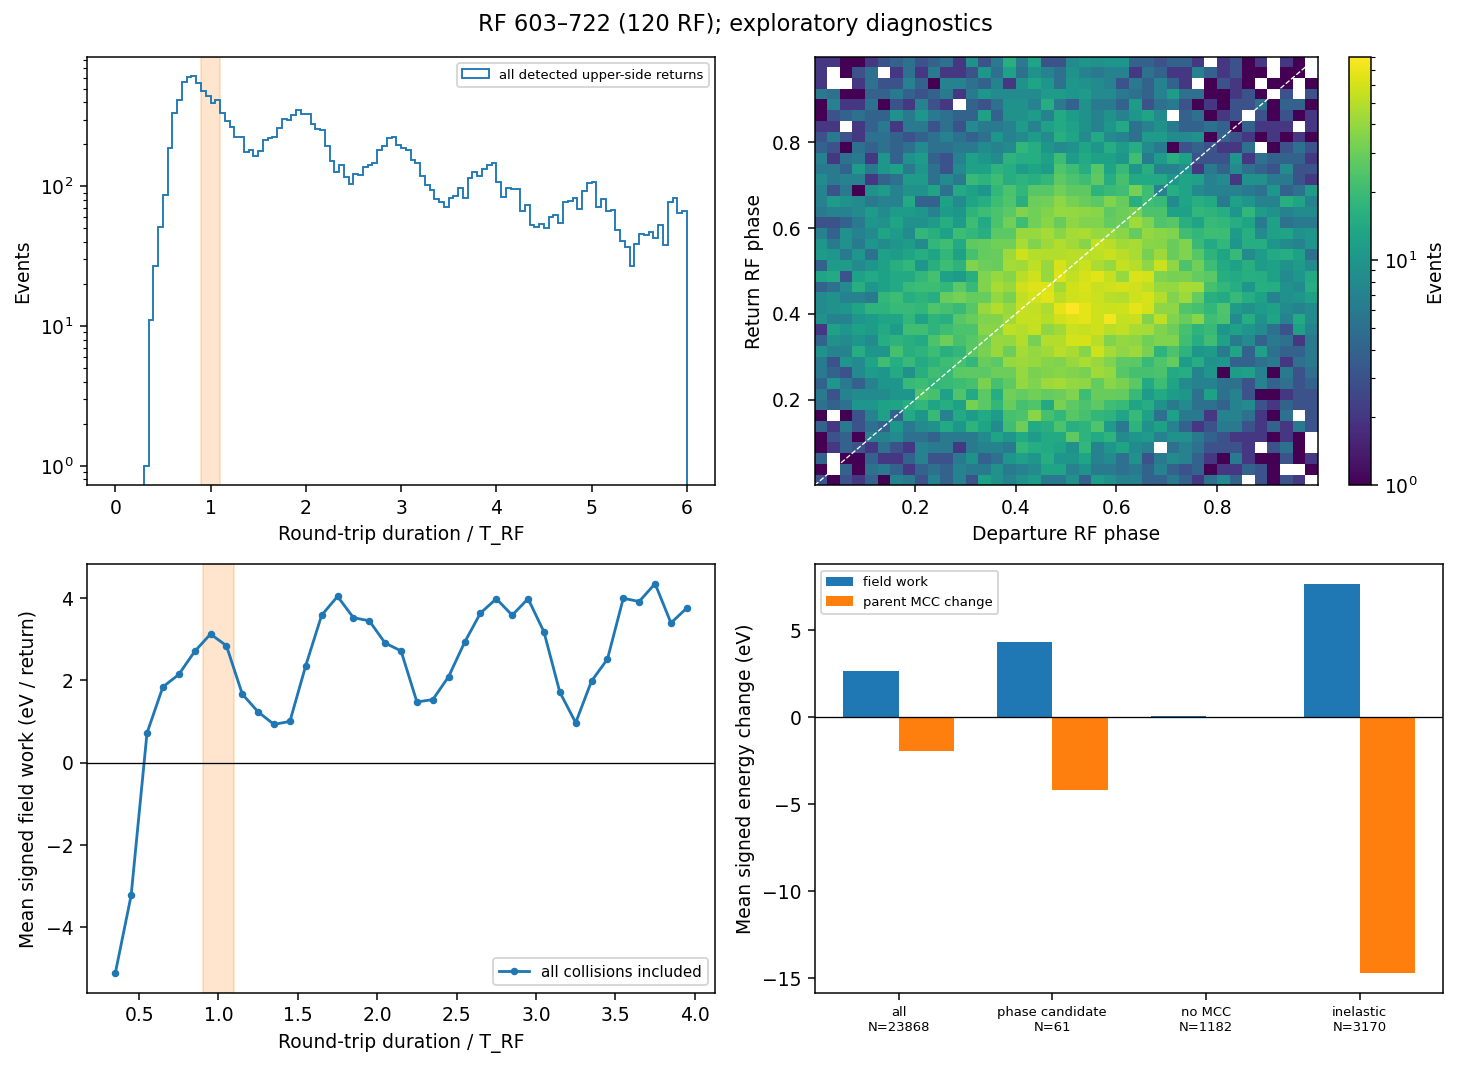 RF 603–722 (120 RF); exploratory diagnostics
all detected upper-side returns
Events
10²
10¹
10⁰
0 1 2 3 4 5 6
Round-trip duration / T_RF
Return RF phase
0.8
0.6
0.4
0.2
0.2 0.4 0.6 0.8
Departure RF phase
10¹
10⁰
Events
Mean signed field work (eV / return)
4
2
0
−2
−4
all collisions included
0.5 1.0 1.5 2.0 2.5 3.0 3.5 4.0
Round-trip duration / T_RF
field work
parent MCC change
Mean signed energy change (eV)
5
0
−5
−10
−15
all phase candidate no MCC inelastic
N=23868 N=61 N=1182 N=3170